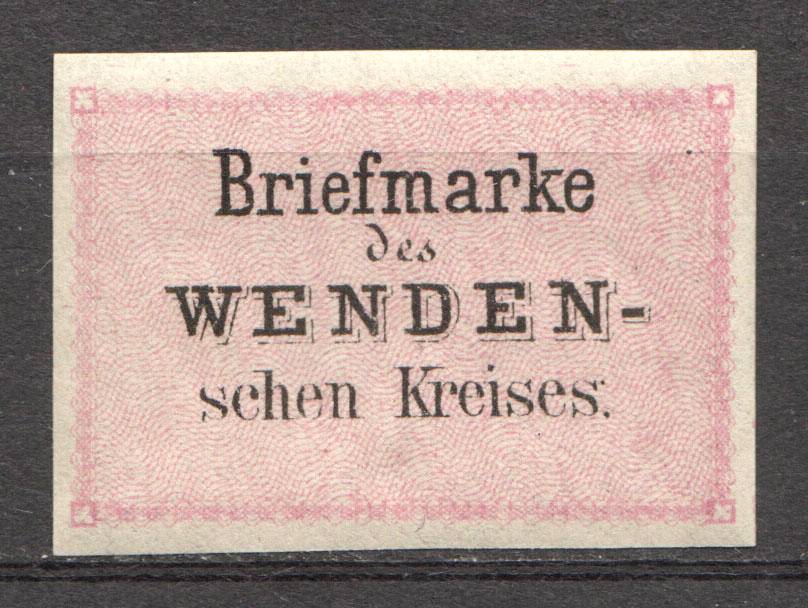 Briefmarke
des
WENDEN-
schen Kreises.